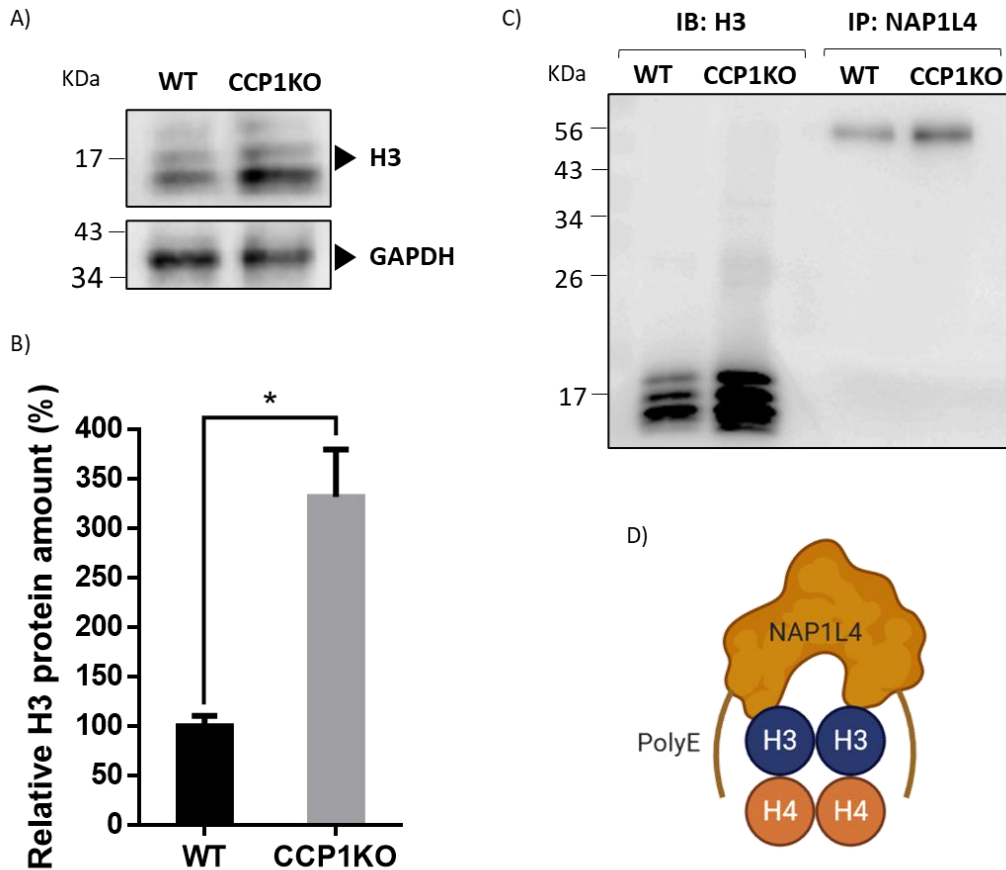 A)
KDa WT CCP1KO
17 H3
43
34 GAPDH
B)
Relative H3 protein amount (%)
*
400
350
300
250
200
150
100
50
0
WT CCP1KO
C)
IB: H3 IP: NAP1L4
KDa WT CCP1KO WT CCP1KO
56
43
34
26
17
D)
NAP1L4
PolyE H3 H3
H4 H4